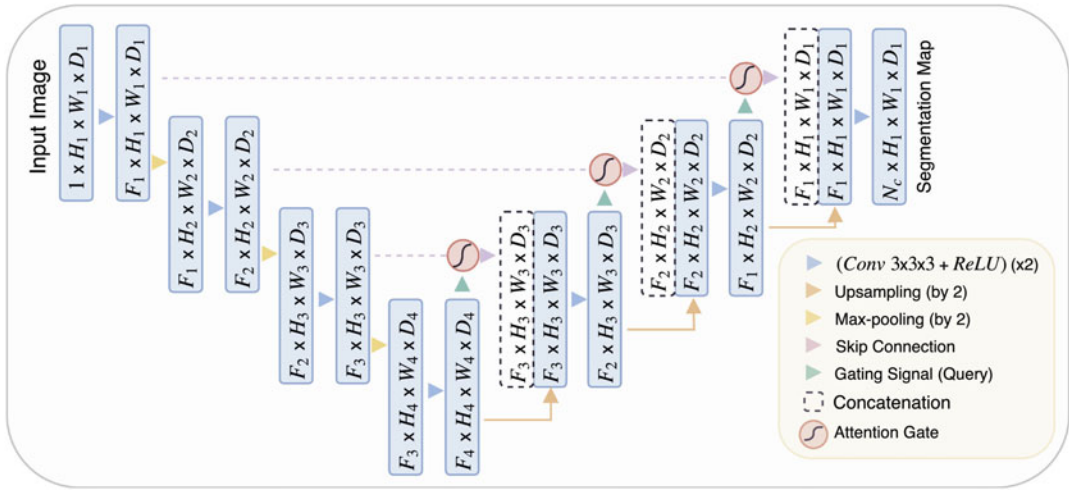 Input Image
1 x H₁ x W₁ x D₁
F₁ x H₁ x W₁ x D₁
F₁ x H₂ x W₂ x D₂
F₂ x H₂ x W₂ x D₂
F₂ x H₃ x W₃ x D₃
F₃ x H₃ x W₃ x D₃
F₃ x H₄ x W₄ x D₄
F₄ x H₄ x W₄ x D₄
F₃ x H₃ x W₃ x D₃
F₃ x H₃ x W₃ x D₃
F₂ x H₃ x W₃ x D₃
F₂ x H₂ x W₂ x D₂
F₂ x H₂ x W₂ x D₂
F₁ x H₂ x W₂ x D₂
F₁ x H₁ x W₁ x D₁
F₁ x H₁ x W₁ x D₁
N_c x H₁ x W₁ x D₁
Segmentation Map
(Conv 3x3x3 + ReLU) (x2)
Upsampling (by 2)
Max-pooling (by 2)
Skip Connection
Gating Signal (Query)
Concatenation
Attention Gate